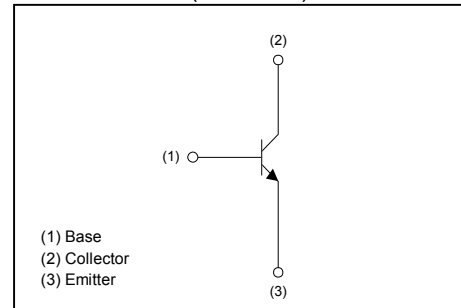 (2)
(1)
(1) Base
(2) Collector
(3) Emitter
(3)